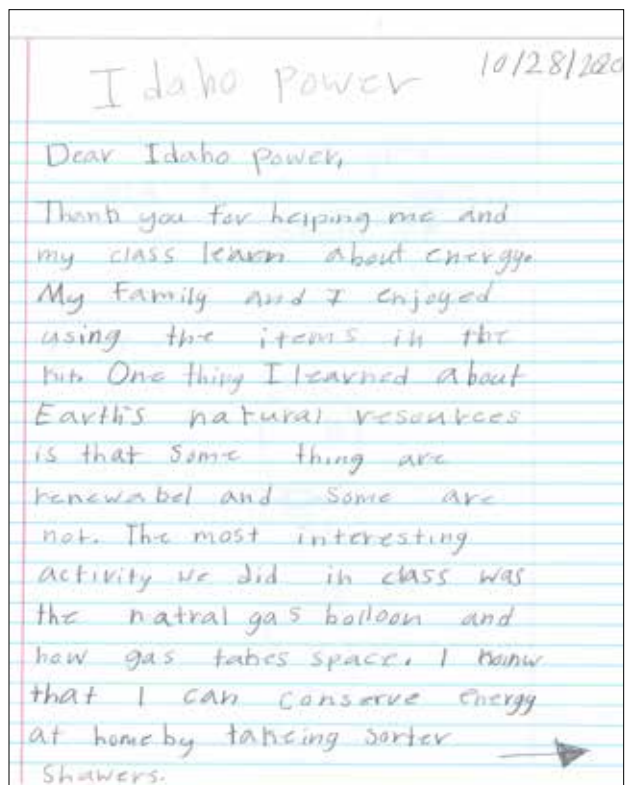 Idaho Power 10/28/202
Dear Idaho Power,
Thank you for helping me and
my class learn about energy.
My Family and I enjoyed
using the items in the
kit. One thing I learned about
Earth's natural resources
is that Some thing are
renewabel and some are
not. The most interesting
activity we did in class was
the natral gas bolloon and
how gas takes space. I
that I can conserve energy
at home by takeing sorter
Shawers.